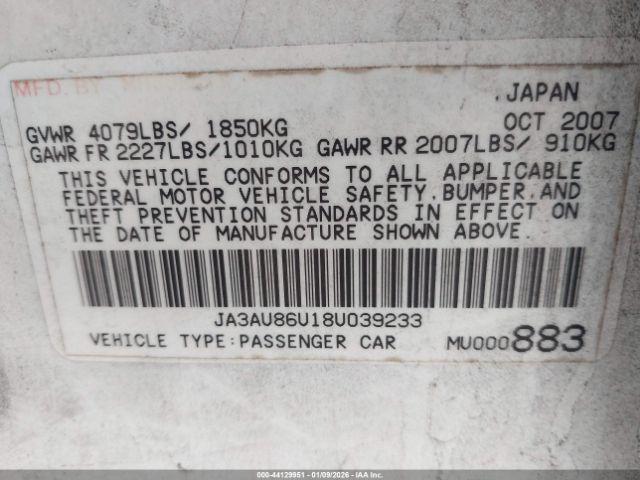 MFD. BY
JAPAN
GVWR 4079LBS/ 1850KG OCT 2007
GAWR FR 2227LBS/1010KG GAWR RR 2007LBS/ 910KG
THIS VEHICLE CONFORMS TO ALL APPLICABLE
FEDERAL MOTOR VEHICLE SAFETY,BUMPER,AND
THEFT PREVENTION STANDARDS IN EFFECT ON
THE DATE OF MANUFACTURE SHOWN ABOVE.
JA3AU86U18U039233
VEHICLE TYPE:PASSENGER CAR MU000883
000-44129951 | 01/09/2026 - IAA Inc.